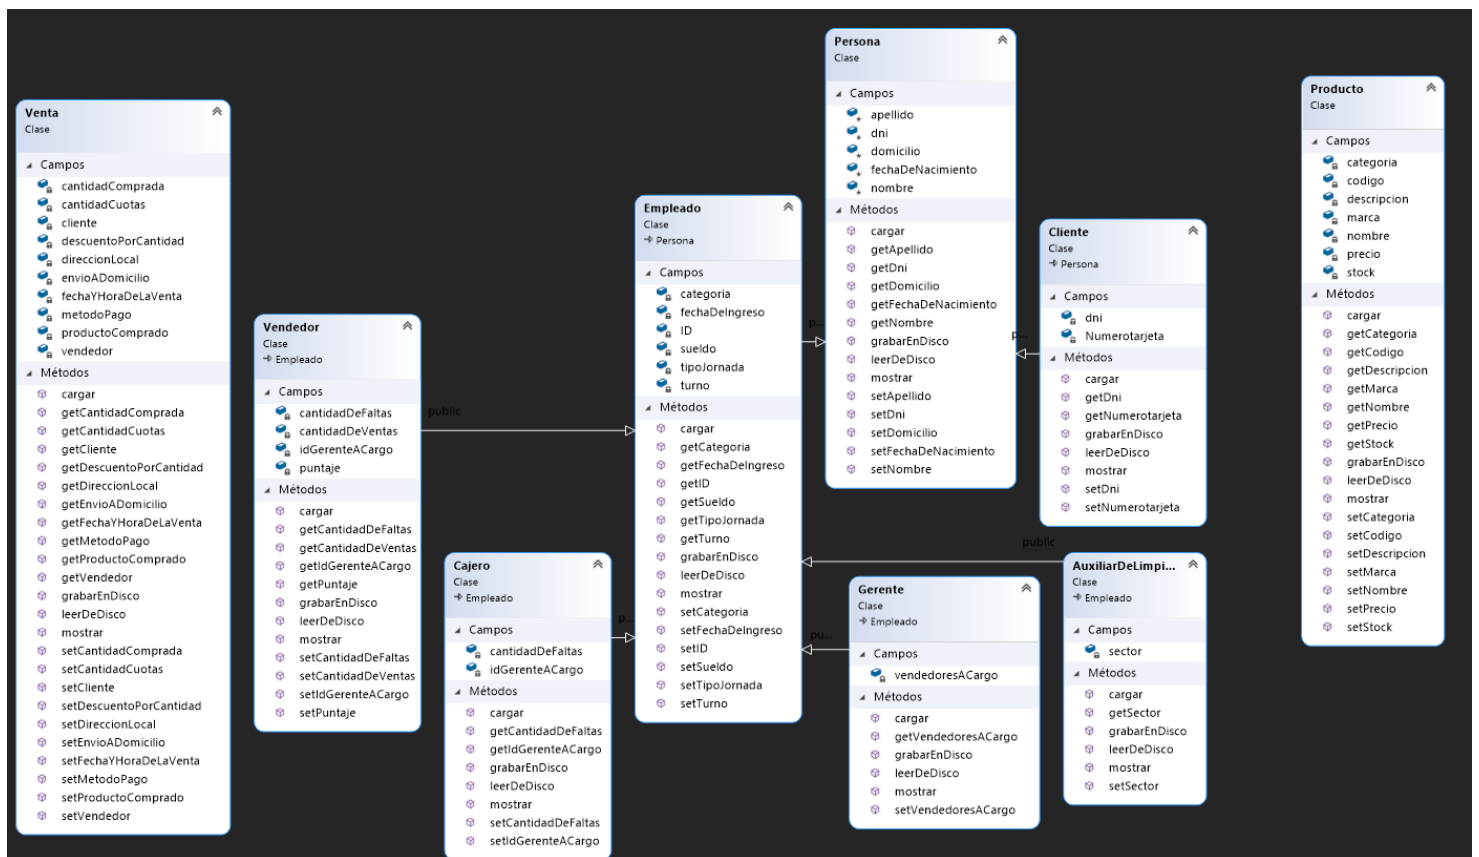 Venta
Clase
Campos
cantidadComprada
cantidadCuotas
cliente
descuentoPorCantidad
direccionLocal
envioADomicilio
fechaYHoraDeLaVenta
metodoPago
productoComprado
vendedor
Métodos
cargar
getCantidadComprada
getCantidadCuotas
getCliente
getDescuentoPorCantidad
getDireccionLocal
getEnvioADomicilio
getFechaYHoraDeLaVenta
getMetodoPago
getProductoComprado
getVendedor
grabarEnDisco
leerDeDisco
mostrar
setCantidadComprada
setCantidadCuotas
setCliente
setDescuentoPorCantidad
setDireccionLocal
setEnvioADomicilio
setFechaYHoraDeLaVenta
setMetodoPago
setProductoComprado
setVendedor
Vendedor
Clase
Empleado
Campos
cantidadDeFaltas
cantidadDeVentas
idGerenteACargo
puntaje
Métodos
cargar
getCantidadDeFaltas
getCantidadDeVentas
getIdGerenteACargo
getPuntaje
grabarEnDisco
leerDeDisco
mostrar
setCantidadDeFaltas
setCantidadDeVentas
setIdGerenteACargo
setPuntaje
public
Cajero
Clase
Empleado
Campos
cantidadDeFaltas
idGerenteACargo
Métodos
cargar
getCantidadDeFaltas
getIdGerenteACargo
grabarEnDisco
leerDeDisco
mostrar
setCantidadDeFaltas
setIdGerenteACargo
p...
Empleado
Clase
Persona
Campos
categoria
fechaDeIngreso
ID
sueldo
tipoJornada
turno
Métodos
cargar
getCategoria
getFechaDeIngreso
getID
getSueldo
getTipoJornada
getTurno
grabarEnDisco
leerDeDisco
mostrar
setCategoria
setFechaDeIngreso
setID
setSueldo
setTipoJornada
setTurno
p...
Persona
Clase
Campos
apellido
dni
domicilio
fechaDeNacimiento
nombre
Métodos
cargar
getApellido
getDni
getDomicilio
getFechaDeNacimiento
getNombre
grabarEnDisco
leerDeDisco
mostrar
setApellido
setDni
setDomicilio
setFechaDeNacimiento
setNombre
p...
Cliente
Clase
Persona
Campos
dni
Numerotarjeta
Métodos
cargar
getDni
getNumerotarjeta
grabarEnDisco
leerDeDisco
mostrar
setDni
setNumerotarjeta
public
pu...
Gerente
Clase
Empleado
Campos
vendedoresACargo
Métodos
cargar
getVendedoresACargo
grabarEnDisco
leerDeDisco
mostrar
setVendedoresACargo
AuxiliarDeLimpi...
Clase
Empleado
Campos
sector
Métodos
cargar
getSector
grabarEnDisco
leerDeDisco
mostrar
setSector
Producto
Clase
Campos
categoria
codigo
descripcion
marca
nombre
precio
stock
Métodos
cargar
getCategoria
getCodigo
getDescripcion
getMarca
getNombre
getPrecio
getStock
grabarEnDisco
leerDeDisco
mostrar
setCategoria
setCodigo
setDescripcion
setMarca
setNombre
setPrecio
setStock